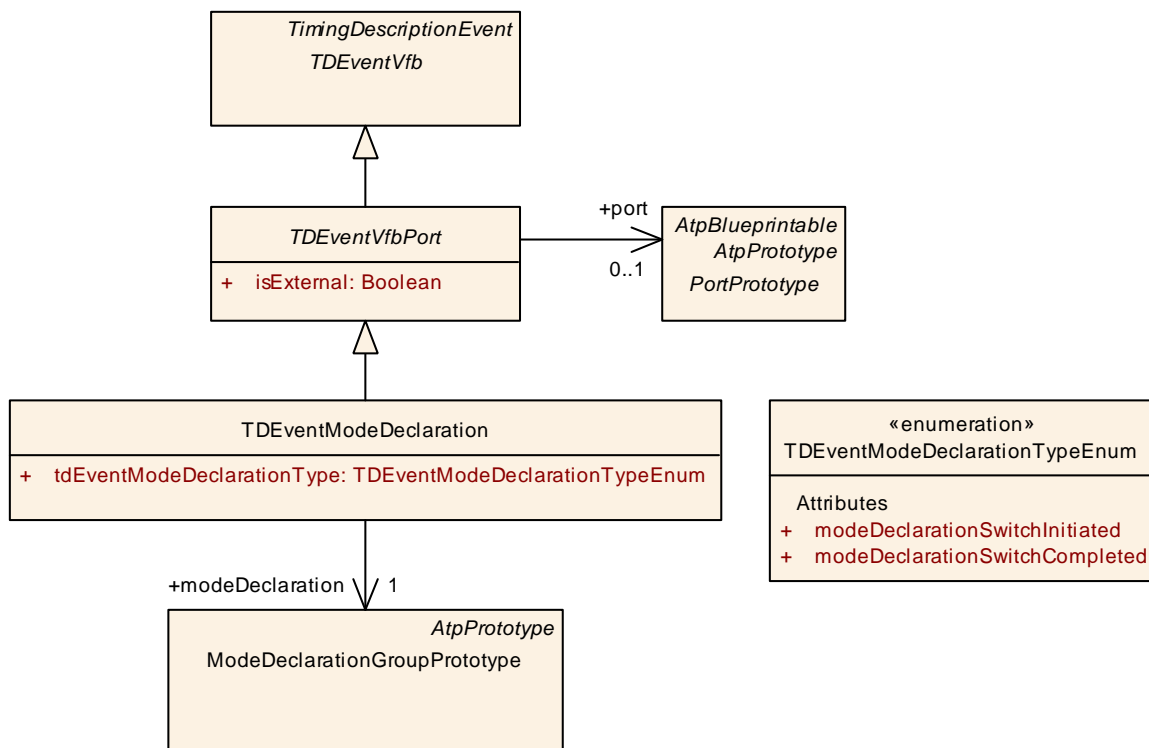 TimingDescriptionEvent
TDEventVfb
TDEventVfbPort
+ isExternal: Boolean
+port
0..1
AtpBlueprintable
AtpPrototype
PortPrototype
TDEventModeDeclaration
+ tdEventModeDeclarationType: TDEventModeDeclarationTypeEnum
«enumeration»
TDEventModeDeclarationTypeEnum
Attributes
+ modeDeclarationSwitchInitiated
+ modeDeclarationSwitchCompleted
+modeDeclaration 1
AtpPrototype
ModeDeclarationGroupPrototype